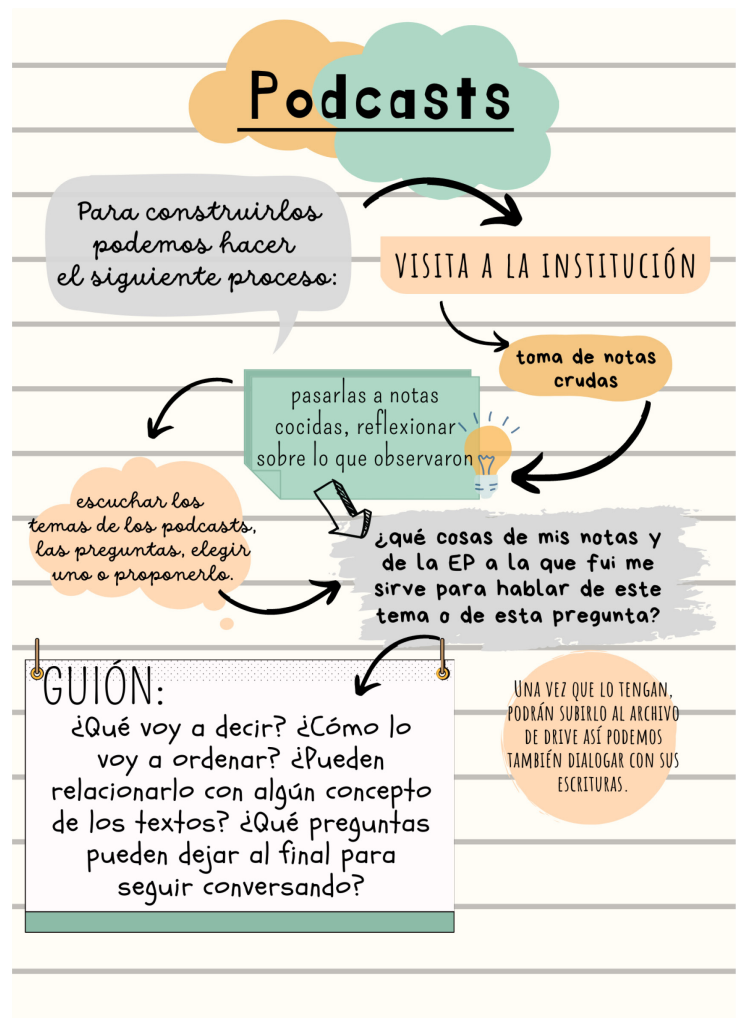 Podcasts
Para construirlos
podemos hacer
el siguiente proceso:
VISITA A LA INSTITUCIÓN
toma de notas
crudas
pasarlas a notas
cocidas, reflexionar
sobre lo que observaron
escuchar los
temas de los podcasts,
las preguntas, elegir
uno o proponerlo.
¿qué cosas de mis notas y
de la EP a la que fui me
sirve para hablar de este
tema o de esta pregunta?
GUIÓN:
¿Qué voy a decir? ¿Cómo lo
voy a ordenar? ¿Pueden
relacionarlo con algún concepto
de los textos? ¿Qué preguntas
pueden dejar al final para
seguir conversando?
UNA VEZ QUE LO TENGAN,
PODRÁN SUBIRLO AL ARCHIVO
DE DRIVE ASÍ PODEMOS
TAMBIÉN DIALOGAR CON SUS
ESCRITURAS.